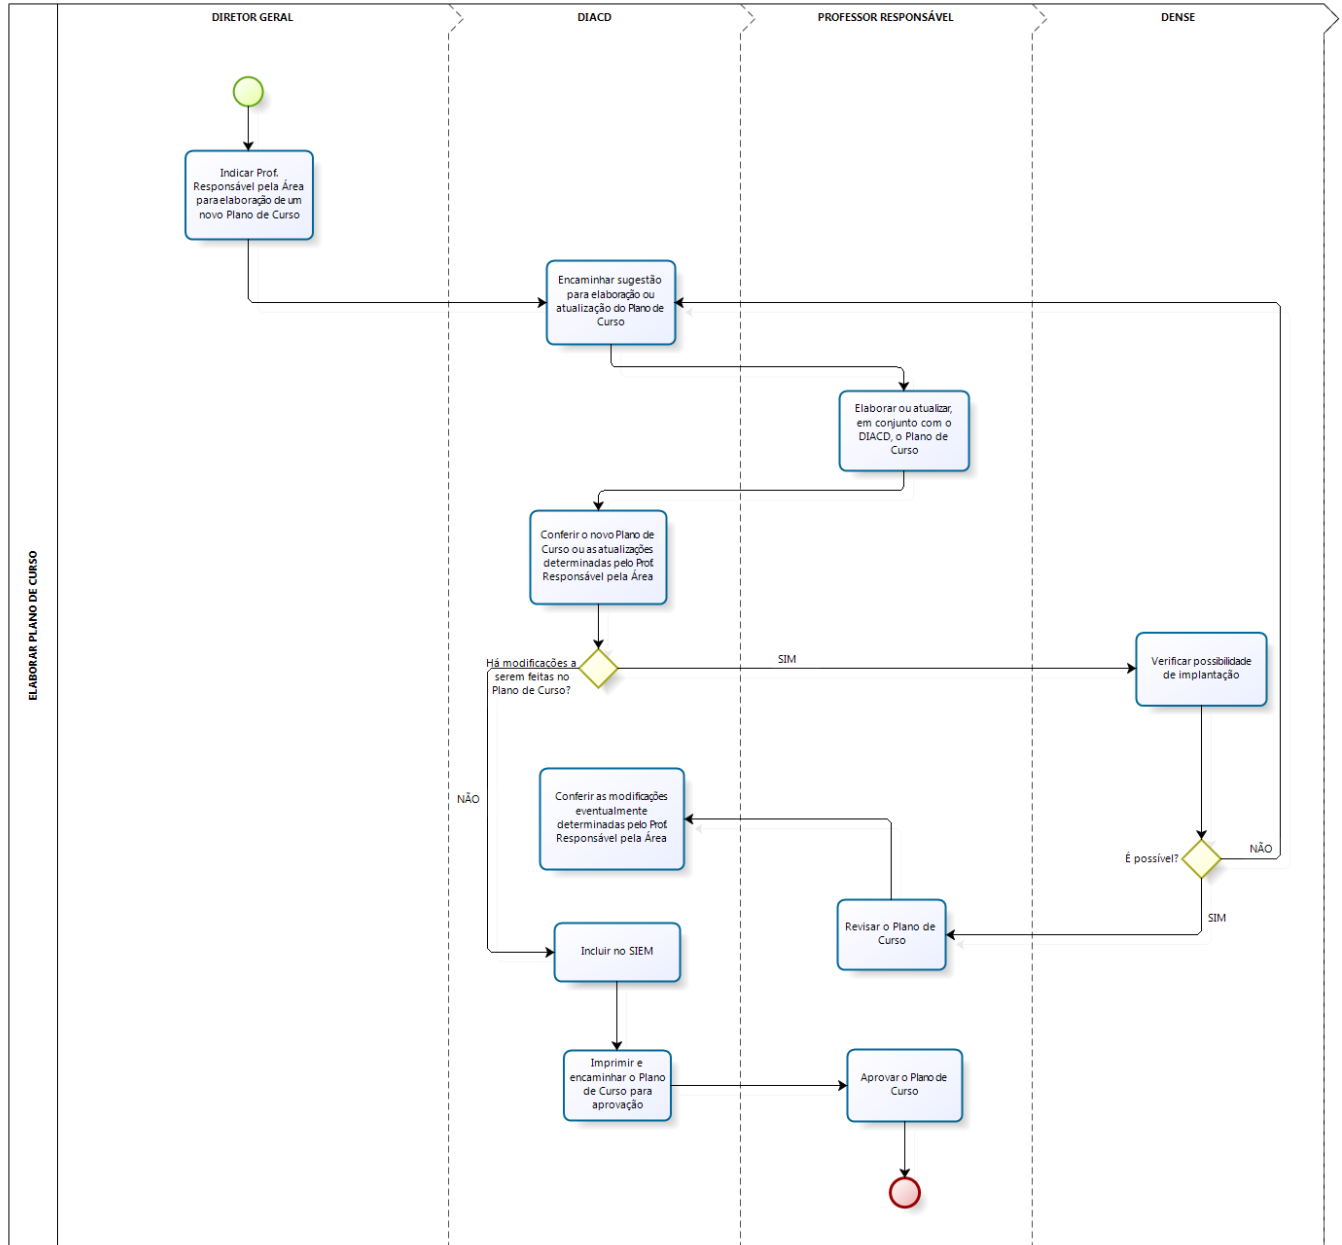 DIRETOR GERAL
DIACD
PROFESSOR RESPONSÁVEL
DENSE
ELABORAR PLANO DE CURSO
Indicar Prof.
Responsável pela Área
para elaboração de um
novo Plano de Curso
Encaminhar sugestão
para elaboração ou
atualização do Plano de
Curso
Elaborar ou atualizar,
em conjunto com o
DIACD, o Plano de
Curso
Conferir o novo Plano de
Curso ou as atualizações
determinadas pelo Prof.
Responsável pela Área
Há modificações a
serem feitas no
Plano de Curso?
SIM
Verificar possibilidade
de implantação
NÃO
Conferir as modificações
eventualmente
determinadas pelo Prof.
Responsável pela Área
É possível?
NÃO
SIM
Revisar o Plano de
Curso
Incluir no SIEM
Imprimir e
encaminhar o Plano
de Curso para
aprovação
Aprovar o Plano de
Curso